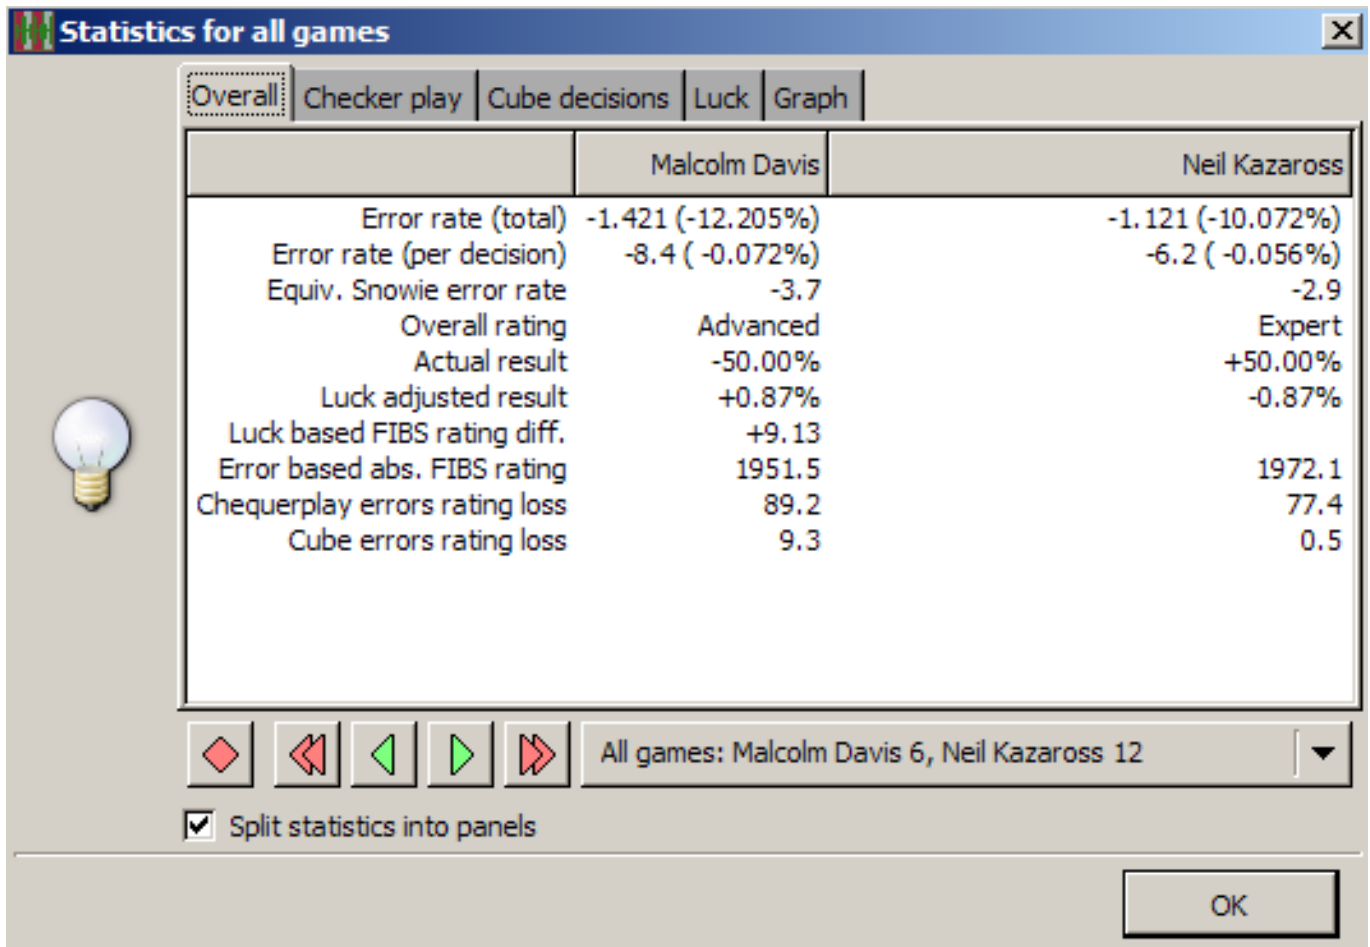 Statistics for all games
Overall Checker play Cube decisions Luck Graph
Malcolm Davis Neil Kazaross
Error rate (total) -1.421 (-12.205%) -1.121 (-10.072%)
Error rate (per decision) -8.4 ( -0.072%) -6.2 ( -0.056%)
Equiv. Snowie error rate -3.7 -2.9
Overall rating Advanced Expert
Actual result -50.00% +50.00%
Luck adjusted result +0.87% -0.87%
Luck based FIBS rating diff. +9.13
Error based abs. FIBS rating 1951.5 1972.1
Chequerplay errors rating loss 89.2 77.4
Cube errors rating loss 9.3 0.5
All games: Malcolm Davis 6, Neil Kazaross 12
Split statistics into panels
OK